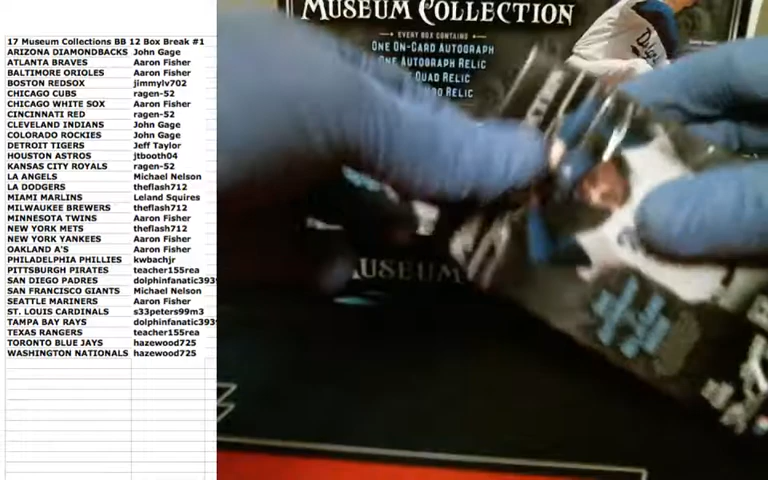 17 Museum Collections BB 12 Box Break #1
ARIZONA DIAMONDBACKS John Gage
ATLANTA BRAVES Aaron Fisher
BALTIMORE ORIOLES Aaron Fisher
BOSTON REDSOX jimmylv702
CHICAGO CUBS ragen-52
CHICAGO WHITE SOX Aaron Fisher
CINCINNATI RED ragen-52
CLEVELAND INDIANS John Gage
COLORADO ROCKIES John Gage
DETROIT TIGERS Jeff Taylor
HOUSTON ASTROS jtbooth04
KANSAS CITY ROYALS ragen-52
LA ANGELS Michael Nelson
LA DODGERS theflash712
MIAMI MARLINS Leland Squires
MILWAUKEE BREWERS theflash712
MINNESOTA TWINS Aaron Fisher
NEW YORK METS theflash712
NEW YORK YANKEES Aaron Fisher
OAKLAND A'S Aaron Fisher
PHILADELPHIA PHILLIES kwbachjr
PITTSBURGH PIRATES teacher155rea
SAN DIEGO PADRES dolphinfanatic393
SAN FRANCISCO GIANTS Michael Nelson
SEATTLE MARINERS Aaron Fisher
ST. LOUIS CARDINALS s33peters99m3
TAMPA BAY RAYS dolphinfanatic393
TEXAS RANGERS teacher155rea
TORONTO BLUE JAYS hazewood725
WASHINGTON NATIONALS hazewood725
MUSEUM COLLECTION
EVERY BOX CONTAINS
ONE ON-CARD AUTOGRAPH
ONE AUTOGRAPH RELIC
QUAD RELIC
RELIC
MUSEUM